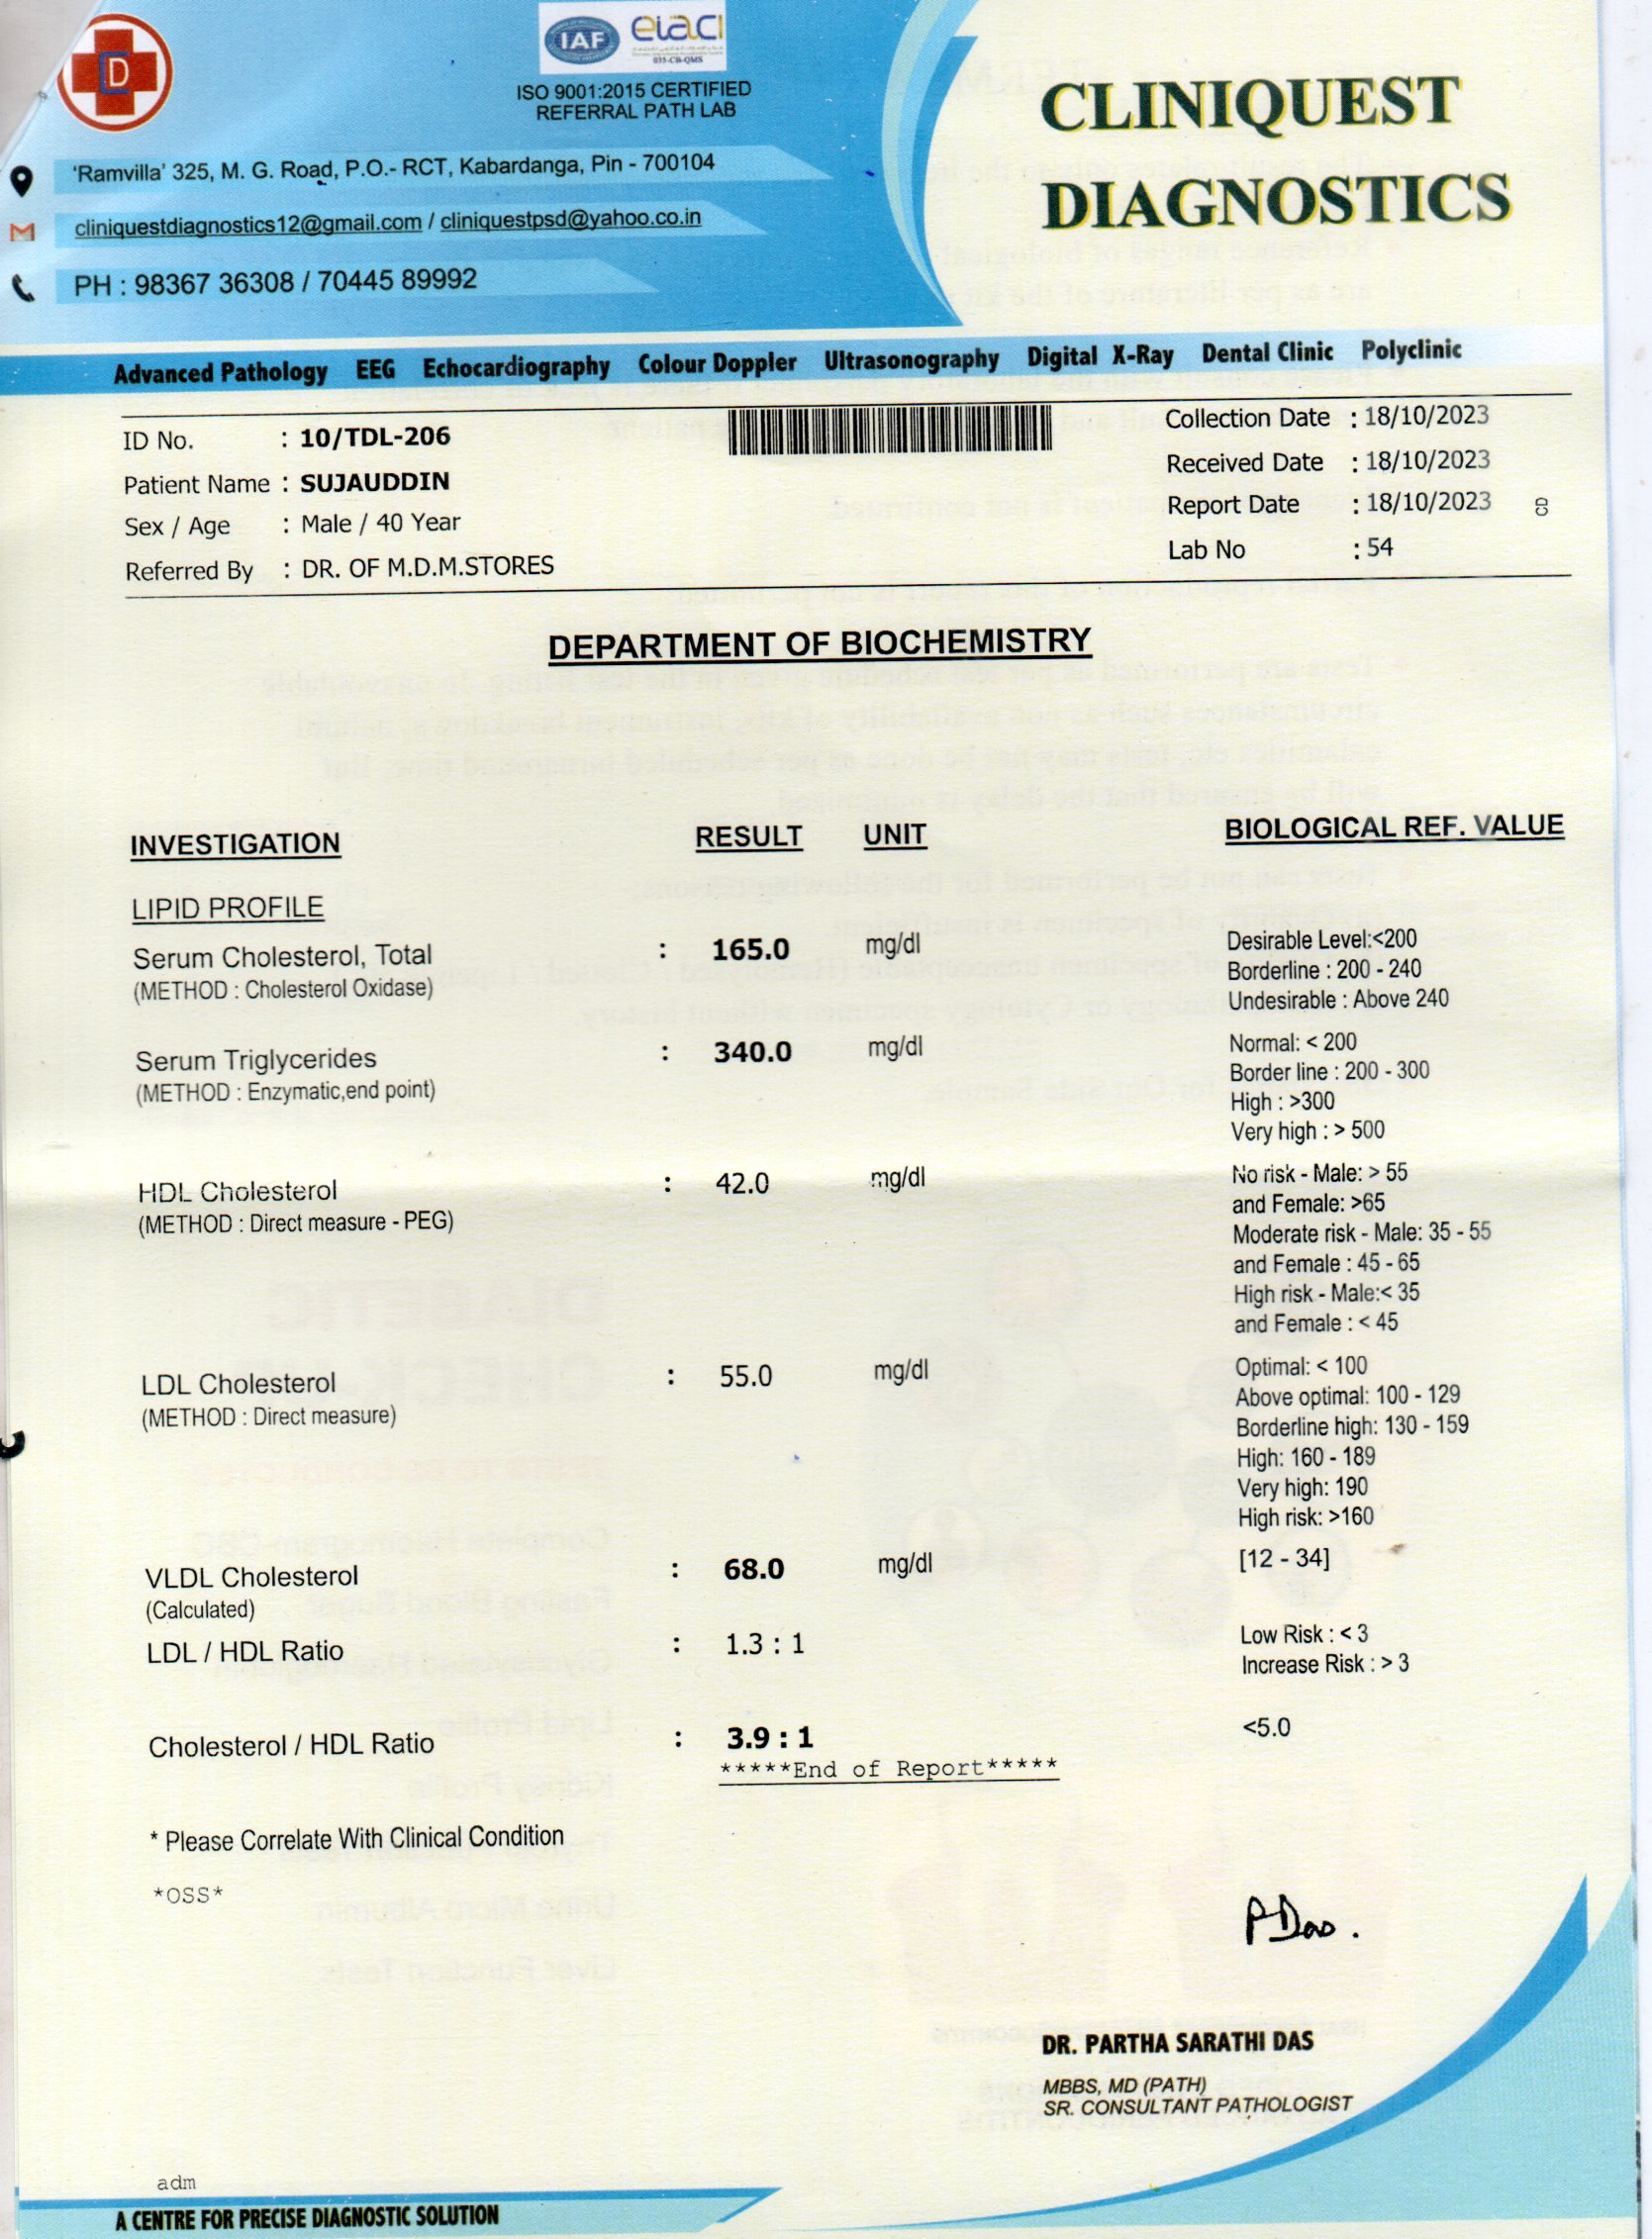 D
IAF
eiaci
035-CB-QMS
ISO 9001:2015 CERTIFIED
REFERRAL PATH LAB
CLINIQUEST
DIAGNOSTICS
'Ramvilla' 325, M. G. Road, P.O.- RCT, Kabardanga, Pin - 700104
cliniquestdiagnostics12@gmail.com / cliniquestpsd@yahoo.co.in
PH : 98367 36308 / 70445 89992
Advanced Pathology EEG Echocardiography Colour Doppler Ultrasonography Digital X-Ray Dental Clinic Polyclinic
ID No. : 10/TDL-206 Collection Date : 18/10/2023
Patient Name : SUJAUDDIN Received Date : 18/10/2023
Sex / Age : Male / 40 Year Report Date : 18/10/2023
Referred By : DR. OF M.D.M.STORES Lab No : 54
DEPARTMENT OF BIOCHEMISTRY
INVESTIGATION RESULT UNIT BIOLOGICAL REF. VALUE
LIPID PROFILE
Serum Cholesterol, Total : 165.0 mg/dl Desirable Level:<200
(METHOD : Cholesterol Oxidase) Borderline : 200 - 240
Undesirable : Above 240
Serum Triglycerides : 340.0 mg/dl Normal: < 200
(METHOD : Enzymatic,end point) Border line : 200 - 300
High : >300
Very high : > 500
HDL Cholesterol : 42.0 mg/dl No risk - Male: > 55
(METHOD : Direct measure - PEG) and Female: >65
Moderate risk - Male: 35 - 55
and Female : 45 - 65
High risk - Male:< 35
and Female : < 45
LDL Cholesterol : 55.0 mg/dl Optimal: < 100
(METHOD : Direct measure) Above optimal: 100 - 129
Borderline high: 130 - 159
High: 160 - 189
Very high: 190
High risk: >160
VLDL Cholesterol : 68.0 mg/dl [12 - 34]
(Calculated)
LDL / HDL Ratio : 1.3 : 1 Low Risk : < 3
Increase Risk : > 3
Cholesterol / HDL Ratio : 3.9 : 1 <5.0
*****End of Report*****
* Please Correlate With Clinical Condition
*OSS*
PDas.
DR. PARTHA SARATHI DAS
MBBS, MD (PATH)
SR. CONSULTANT PATHOLOGIST
adm
A CENTRE FOR PRECISE DIAGNOSTIC SOLUTION